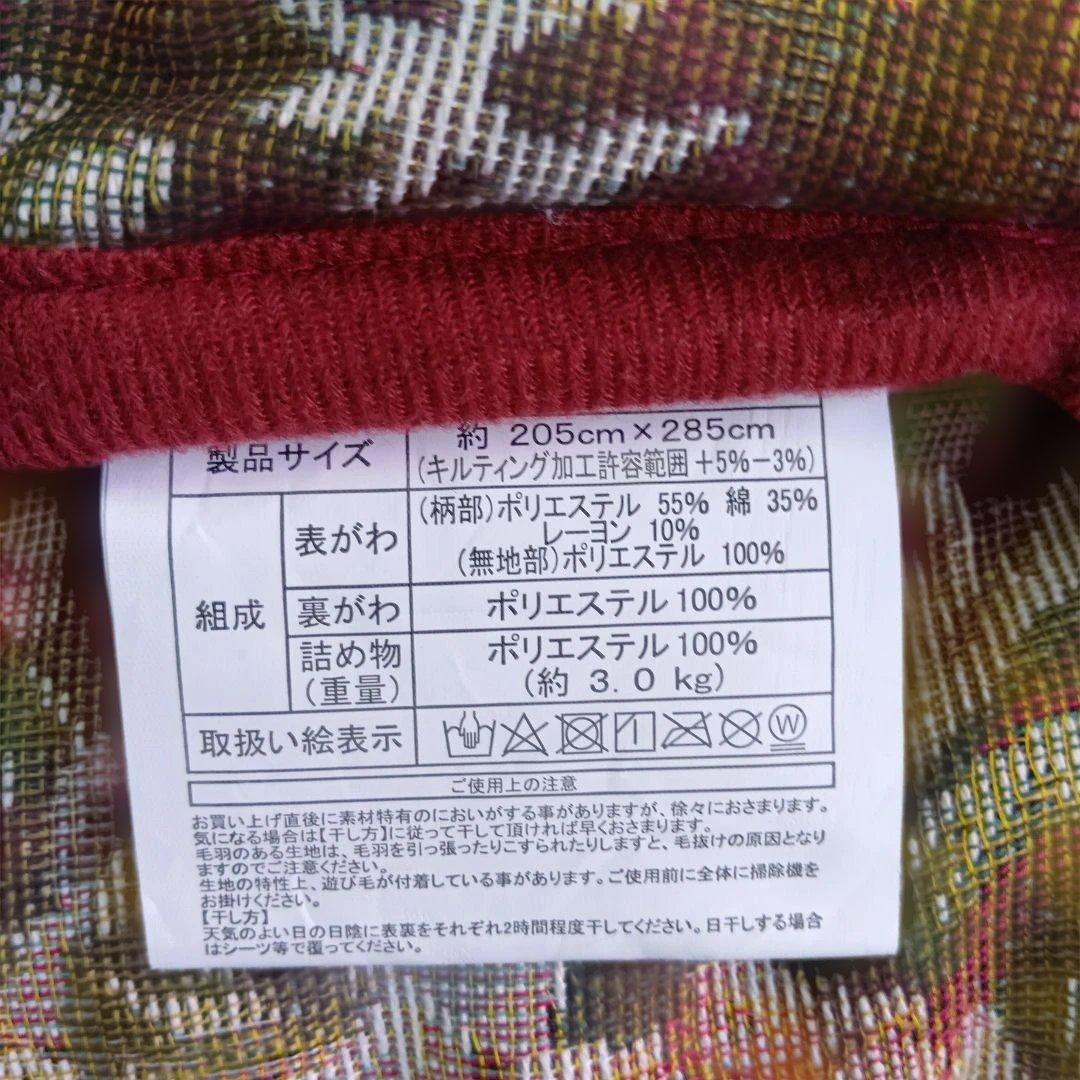 製品サイズ
約 205cm×285cm
(キルティング加工許容範囲+5%−3%)
組成
表がわ
(柄部)ポリエステル 55% 綿 35%
レーヨン 10%
(無地部)ポリエステル 100%
裏がわ
ポリエステル100%
詰め物
(重量)
ポリエステル100%
(約 3.0 kg)
取扱い絵表示
W
ご使用上の注意
お買い上げ直後に素材特有のにおいがする事がありますが、徐々におさまります。
気になる場合は【干し方】に従って干して頂ければ早くおさまります。
毛羽のある生地は、毛羽を引っ張ったりこすられたりしますと、毛抜けの原因となり
ますのでご注意ください。
生地の特性上、遊び毛が付着している事があります。ご使用前に全体に掃除機を
お掛けください。
【干し方】
天気のよい日の日陰に表裏をそれぞれ2時間程度干してください。日干しする場合
はシーツ等で覆ってください。